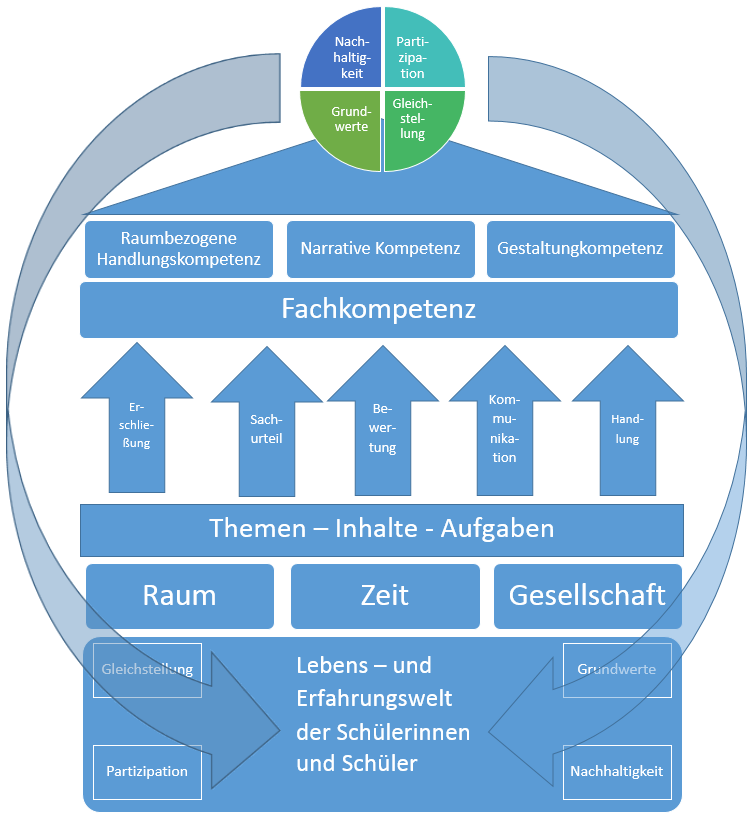 Nach-
haltig-
keit
Parti-
zipa-
tion
Grund-
werte
Gleich-
stel-
lung
Raumbezogene
Handlungskompetenz
Narrative Kompetenz
Gestaltungkompetenz
Fachkompetenz
Er-
schlie-
ßung
Sach-
urteil
Be-
wer-
tung
Kom-
mu-
nika-
tion
Hand-
lung
Themen – Inhalte - Aufgaben
Raum
Zeit
Gesellschaft
Gleichstellung
Partizipation
Lebens – und
Erfahrungswelt
der Schülerinnen
und Schüler
Grundwerte
Nachhaltigkeit